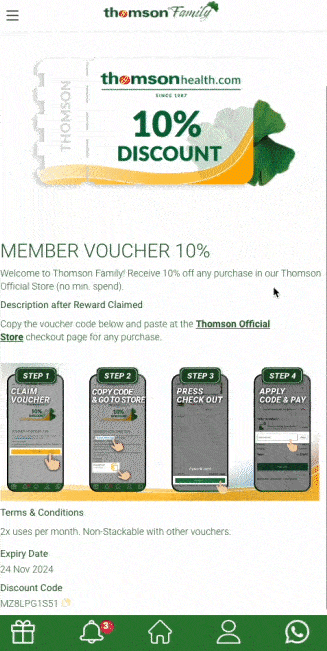 thomson Family
THOMSON
thomsonhealth.com
SINCE 1987
10%
DISCOUNT
MEMBER VOUCHER 10%
Welcome to Thomson Family! Receive 10% off any purchase in our Thomson
Official Store (no min. spend).
Description after Reward Claimed
Copy the voucher code below and paste at the Thomson Official
Store checkout page for any purchase.
STEP 1
CLAIM
VOUCHER
STEP 2
COPY CODE
& GO TO STORE
STEP 3
PRESS
CHECK OUT
STEP 4
APPLY
CODE & PAY
Terms & Conditions
2x uses per month. Non-Stackable with other vouchers.
Expiry Date
24 Nov 2024
Discount Code
MZ8LPG1S51
3